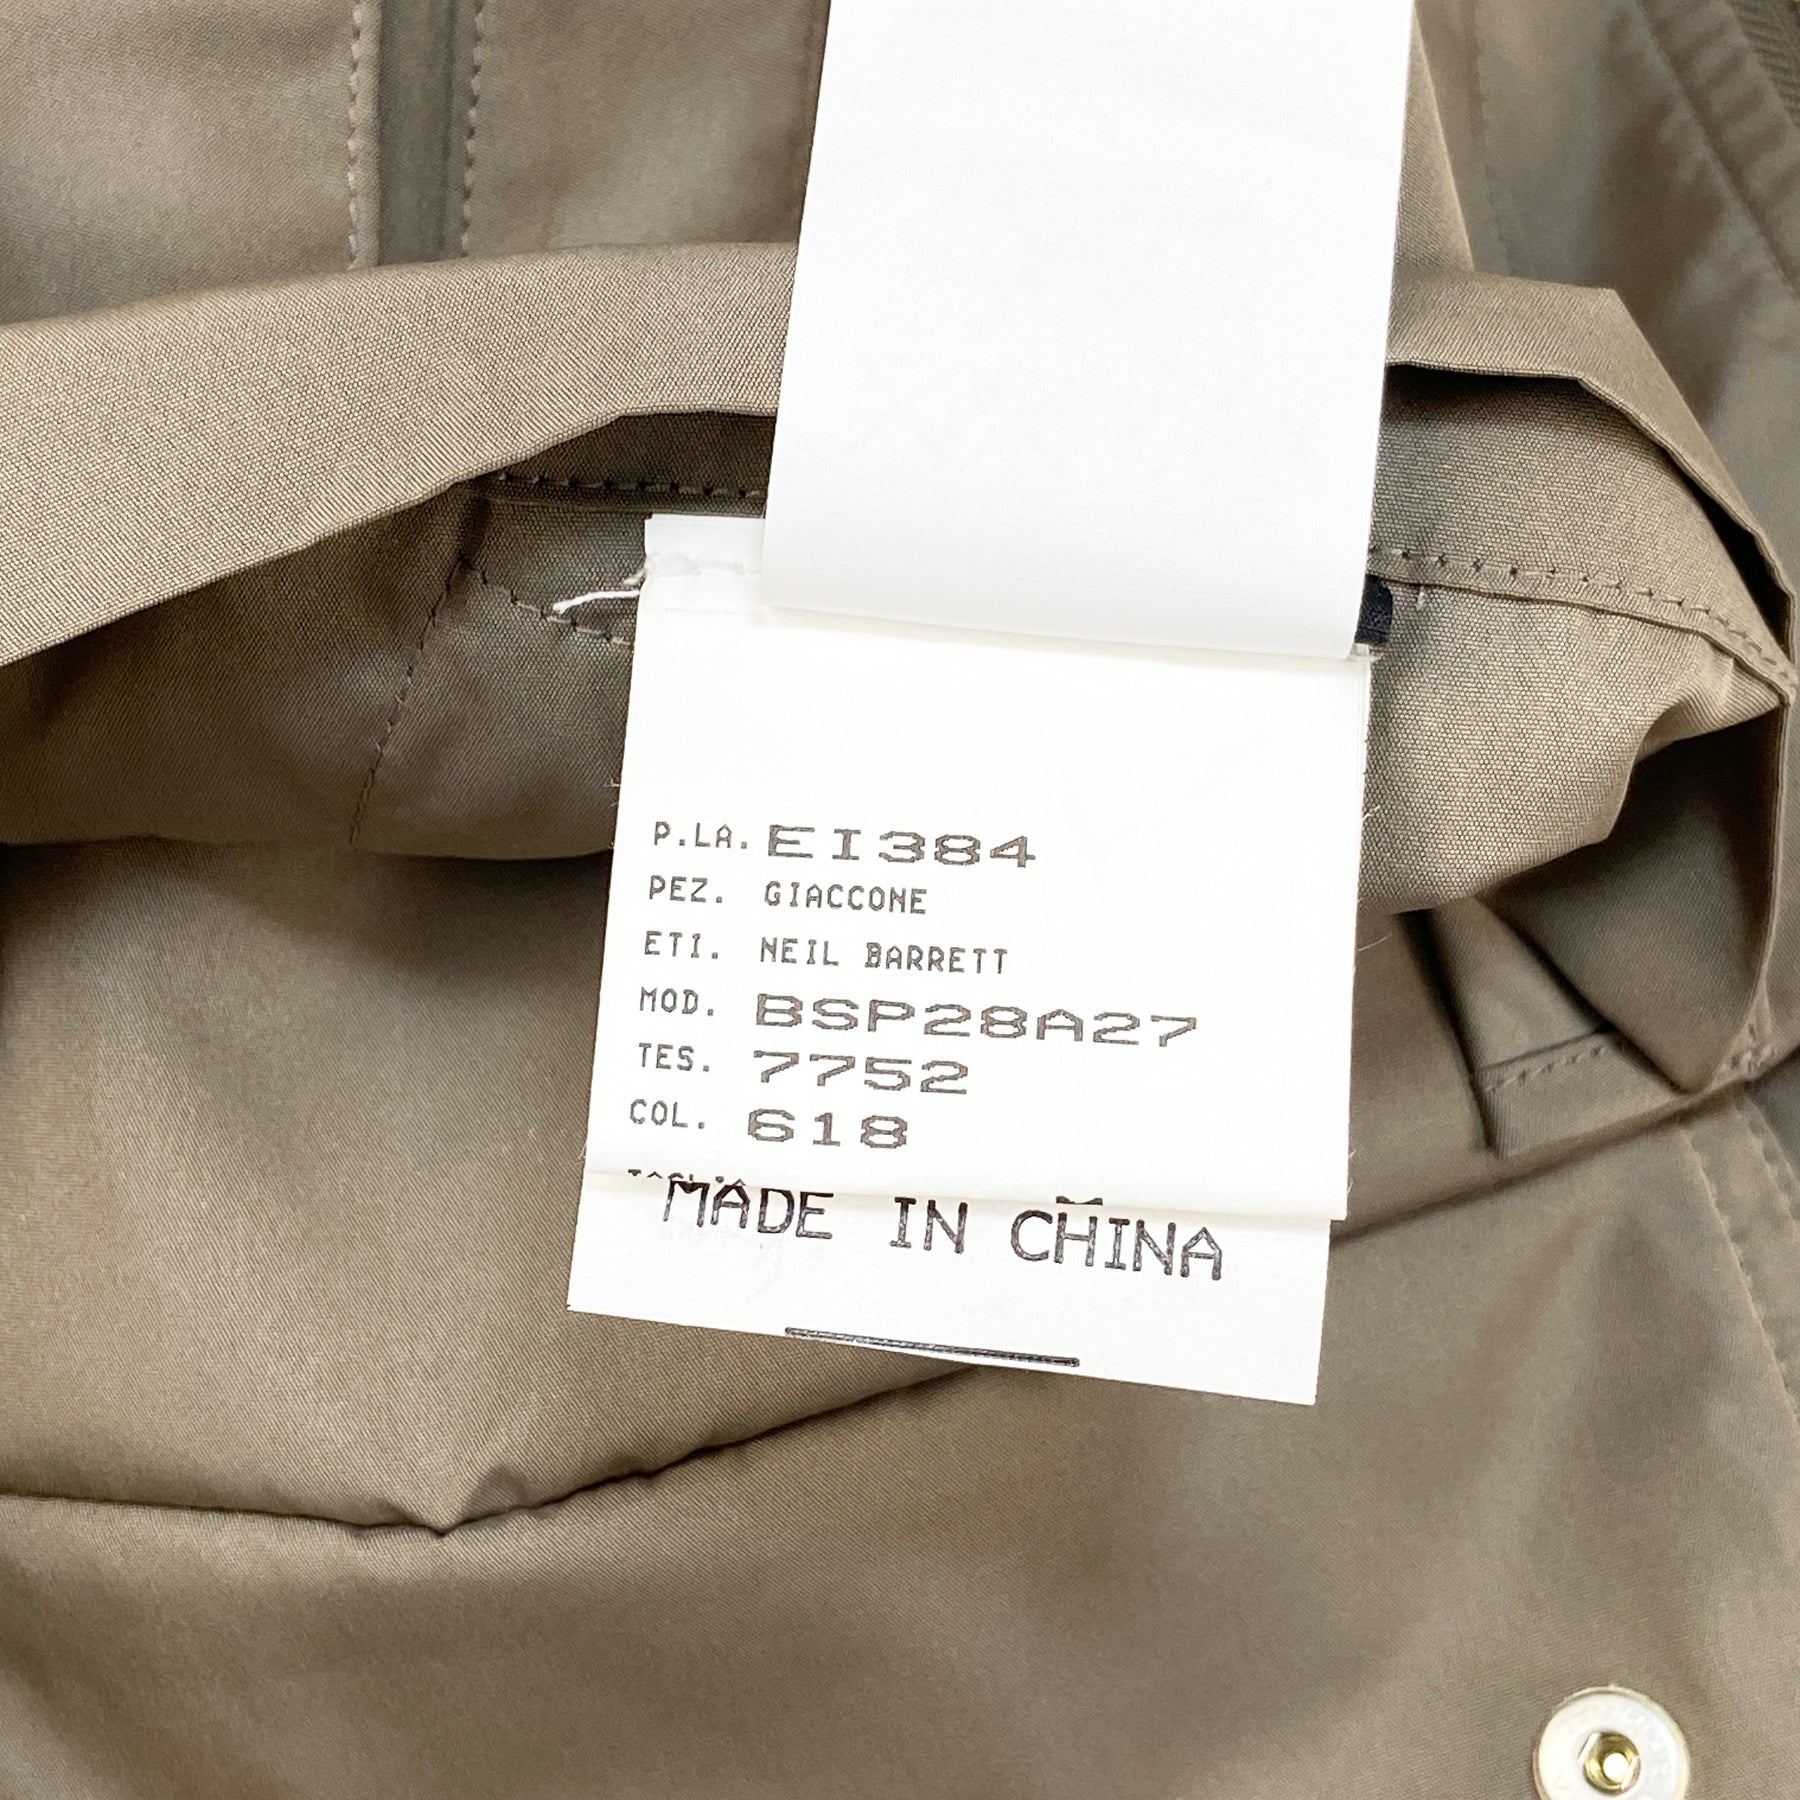 P.LA. EI384
PEZ. GIACCONE
ETI. NEIL BARRETT
MOD. BSP28A27
TES. 7752
COL. 618
MADE IN CHINA